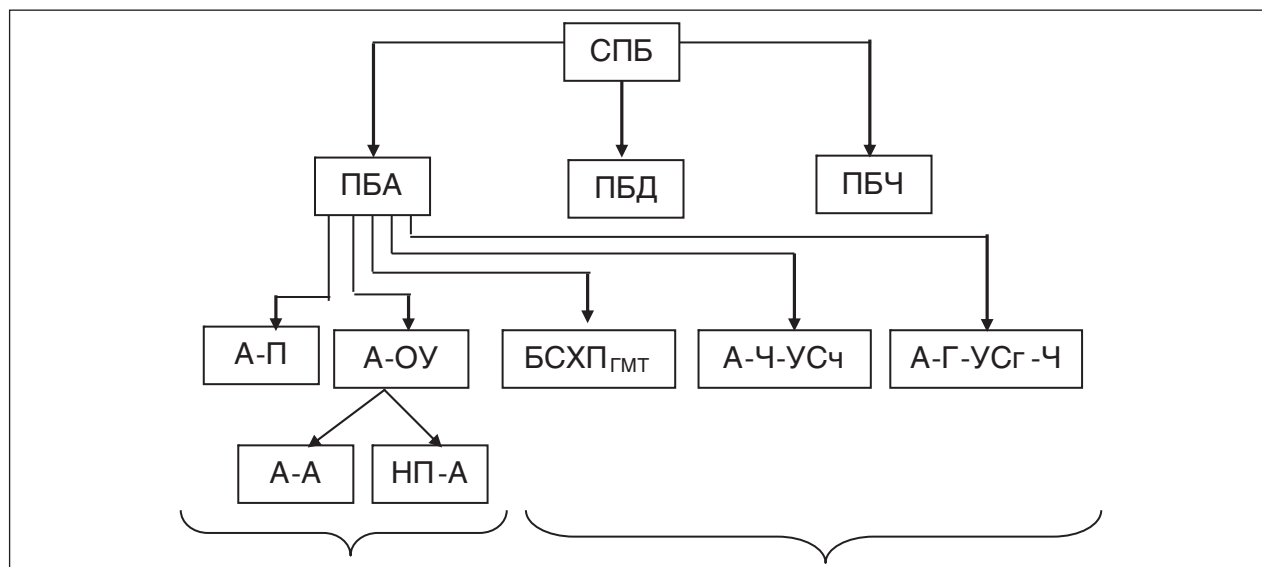 СПБ
ПБА
ПБД
ПБЧ
А-П
А-ОУ
БСХПГМТ
А-Ч-УСч
А-Г-УСг -Ч
А-А
НП -А